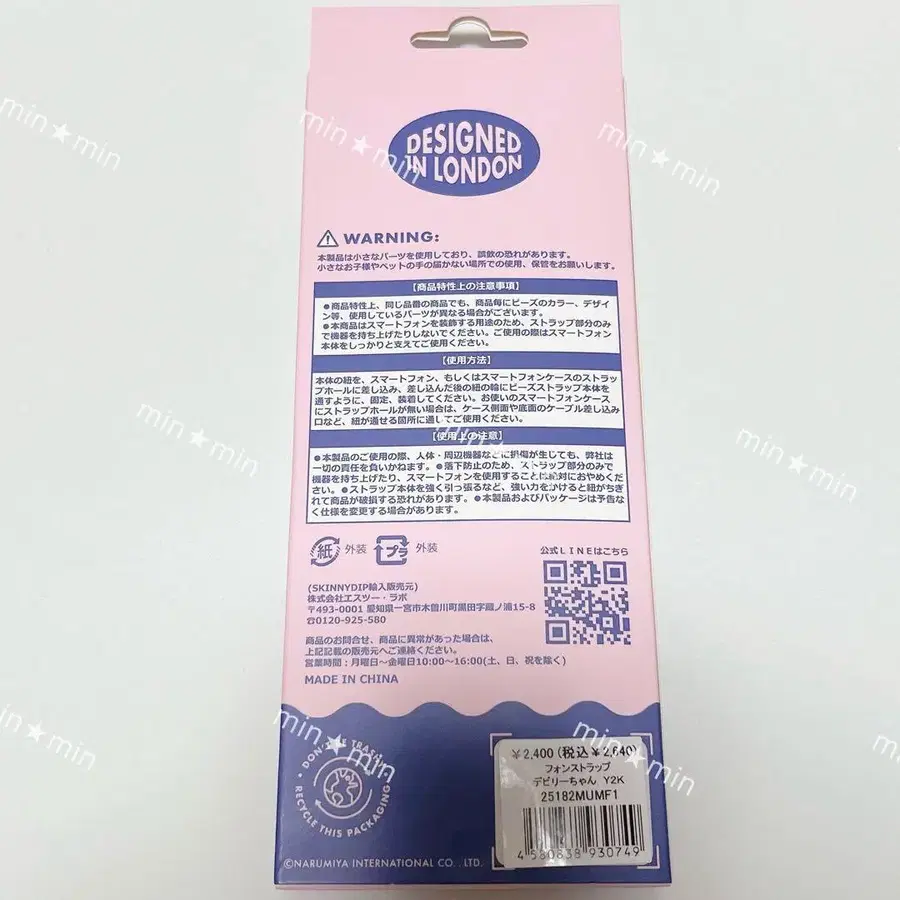 DESIGNED
IN LONDON
WARNING:
本製品は小さなパーツを使用しており、誤飲の恐れがあります。
小さなお子様やペットの手の届かない場所での使用、保管をお願いします。
【商品特性上の注意事項】
●商品特性上、同じ品番の商品でも、商品毎にビーズのカラー、デザイ
ン等、使用しているパーツが異なる場合がございます。
●本商品はスマートフォンを装飾する用途のため、ストラップ部分のみ
で機器を持ち上げたりしないでください。ご使用の際はスマートフォン
本体をしっかりと支えてご使用ください。
【使用方法】
本体の紐を、スマートフォン、もしくはスマートフォンケースのストラッ
プホールに差し込み、差し込んだ後の紐の輪にビーズストラップ本体を
通すように、固定、装着してください。お使いのスマートフォンケース
にストラップホールが無い場合は、ケース側面や底面のケーブル差し込み
口など、紐が通せる箇所に通してご使用ください。
【使用上の注意】
●本製品のご使用の際、人体・周辺機器などに損傷が生じても、弊社は
一切の責任を負いかねます。●落下防止のため、ストラップ部分のみで
機器を持ち上げたり、スマートフォンを使用することは絶対におやめくだ
さい。●ストラップ本体を強く引っ張るなど、強い力をかけると紐がちぎ
れて商品が破損する恐れがあります。●本製品およびパッケージは予告な
く仕様を変更する場合があります。
紙 外装 プラ 外装
公式LINEはこちら
(SKINNYDIP輸入販売元)
株式会社エスツー・ラボ
〒493-0001 愛知県一宮市木曽川町黒田字蔵ノ浦15-8
☎0120-925-580
商品のお問合せ、商品に異常があった場合は、
上記記載の販売元へご連絡ください。
営業時間：月曜日～金曜日10:00～16:00(土、日、祝を除く)
MADE IN CHINA
DON'T BE TRASHY
RECYCLE THIS PACKAGING
©NARUMIYA INTERNATIONAL CO., LTD.
￥2,400 (税込￥2,640)
フォンストラップ
デビリーちゃん Y2K
25182MUMF1
4 580838 930749
min★min
min★min
min★min
min★min
min★min
min★min
min★min
min★min
min★min